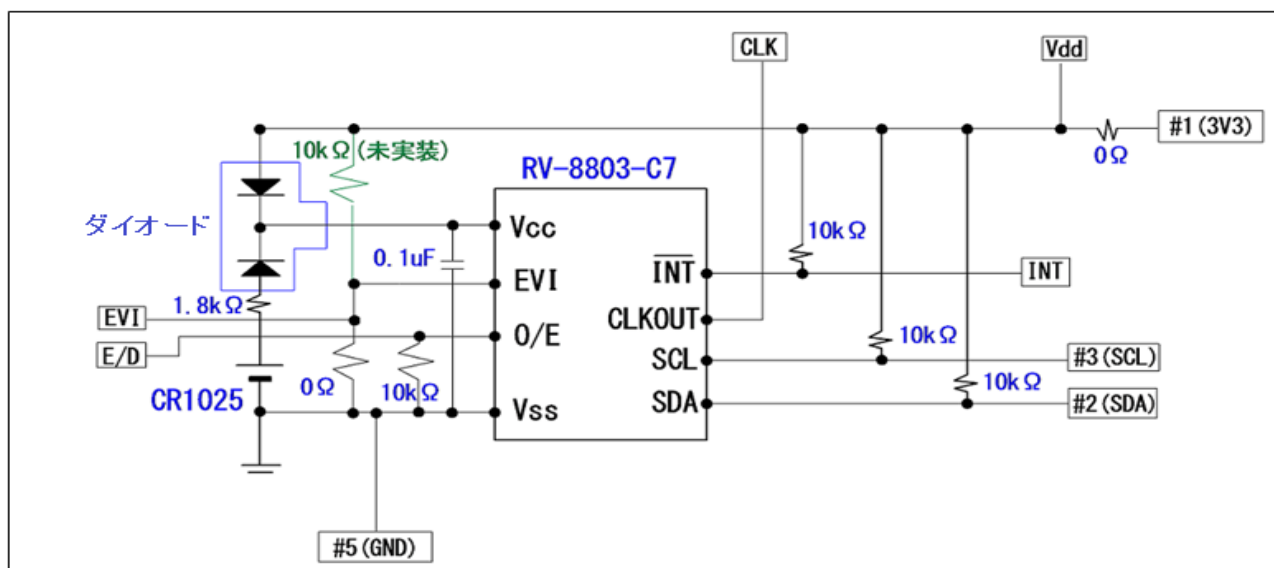 CLK
Vdd
#1(3V3)
0Ω
10kΩ(未実装)
RV-8803-C7
ダイオード
Vcc
0.1uF
10kΩ
INT
INT
EVI
1.8kΩ
EVI
CLKOUT
O/E
10kΩ
E/D
SCL
#3(SCL)
0Ω
10kΩ
10kΩ
CR1025
SDA
#2(SDA)
Vss
#5(GND)